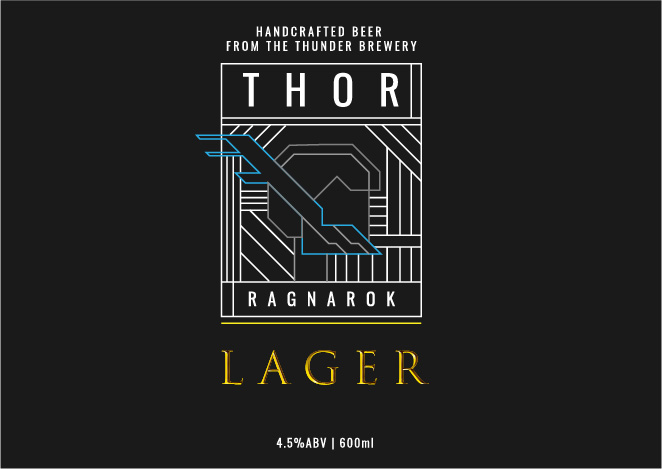 HANDCRAFTED BEER
FROM THE THUNDER BREWERY
THOR
RAGNAROK
LAGER
4.5%ABV | 600ml